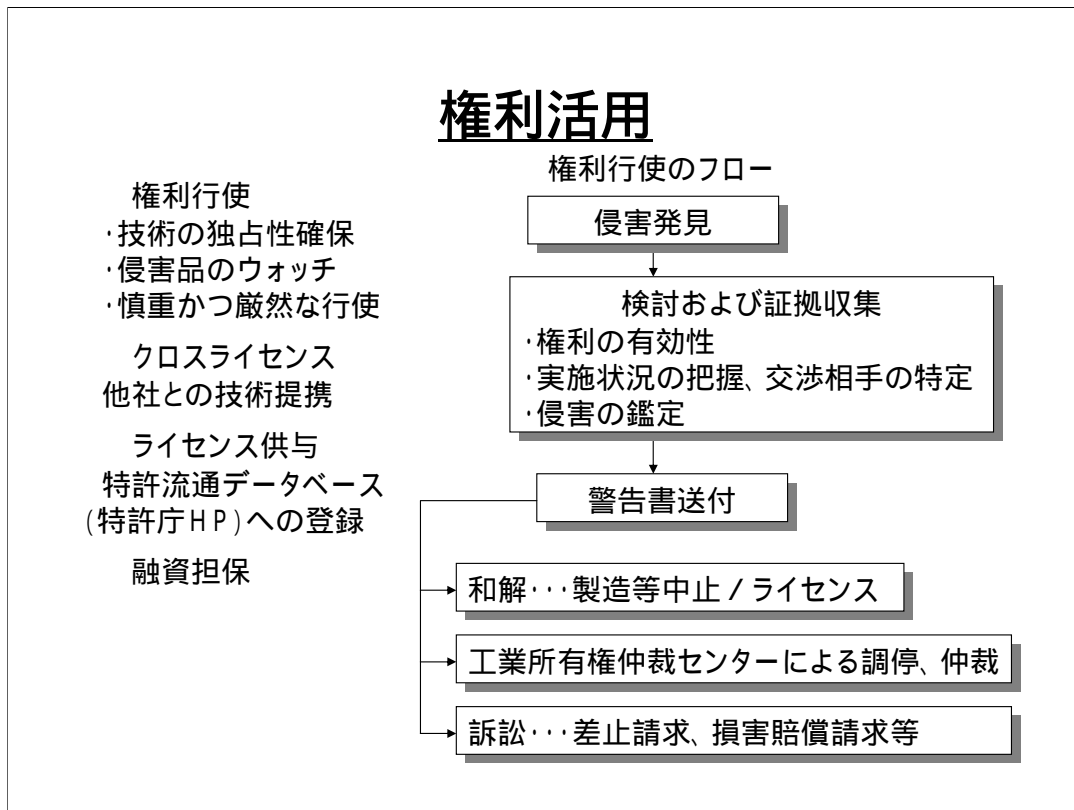 権利活用
権利行使
・技術の独占性確保
・侵害品のウォッチ
・慎重かつ厳然な行使
クロスライセンス
他社との技術提携
ライセンス供与
特許流通データベース
(特許庁HP)への登録
融資担保
権利行使のフロー
侵害発見
検討および証拠収集
・権利の有効性
・実施状況の把握、交渉相手の特定
・侵害の鑑定
警告書送付
和解・・・製造等中止/ライセンス
工業所有権仲裁センターによる調停、仲裁
訴訟・・・差止請求、損害賠償請求等